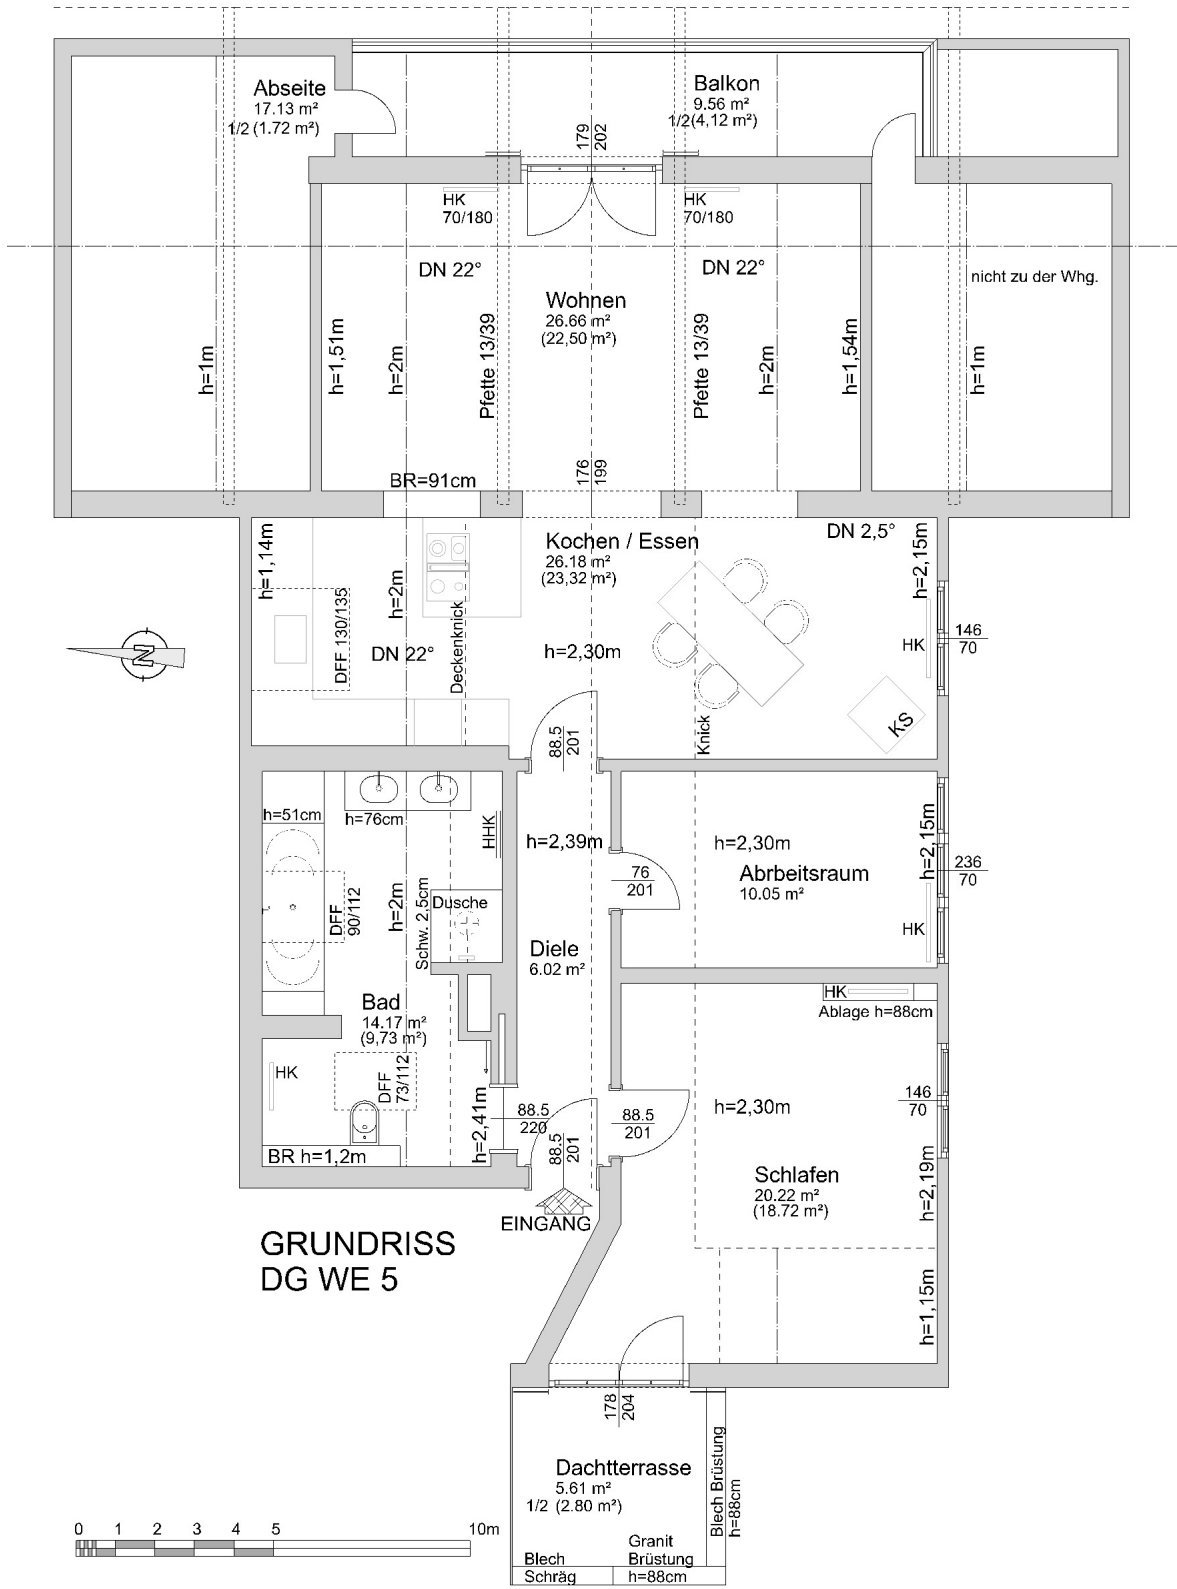 Abseite
17.13 m²
1/2 (1.72 m²)
Balkon
9.56 m²
1/2(4,12 m²)
179
202
HK
70/180
HK
70/180
DN 22°
DN 22°
nicht zu der Whg.
Wohnen
26.66 m²
(22,50 m²)
h=1m
h=1,51m
h=2m
Pfette 13/39
Pfette 13/39
h=2m
h=1,54m
h=1m
BR=91cm
176
199
h=1,14m
DFF 130/135
h=2m
DN 22°
Deckenknick
Kochen / Essen
26.18 m²
(23,32 m²)
DN 2,5°
h=2,15m
h=2,30m
HK
146
70
N
Knick
KS
88.5
201
h=51cm
h=76cm
HHK
h=2,39m
h=2,30m
h=2,15m
236
70
76
201
Abrbeitsraum
10.05 m²
DFF
90/112
h=2m
Schw. 2,5cm
Dusche
HK
Diele
6.02 m²
Bad
14.17 m²
(9,73 m²)
HK
Ablage h=88cm
HK
DFF
73/112
h=2,41m
88.5
220
88.5
201
88.5
201
h=2,30m
146
70
BR h=1,2m
Schlafen
20.22 m²
(18.72 m²)
h=2,19m
EINGANG
GRUNDRISS
DG WE 5
h=1,15m
178
204
Dachtterrasse
5.61 m²
1/2 (2.80 m²)
Blech Brüstung
h=88cm
0 1 2 3 4 5 10m
Blech
Schräg
Granit
Brüstung
h=88cm